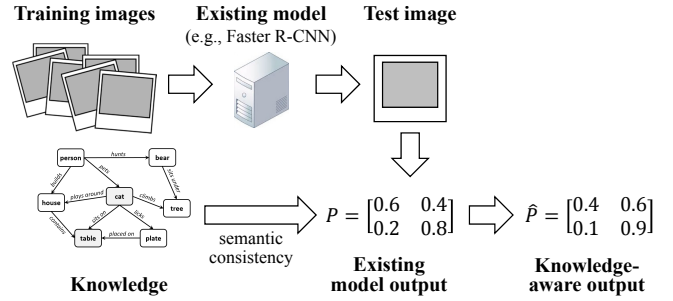 Training images
Existing model
(e.g., Faster R-CNN)
Test image
person
hunts
bear
pets
builds
sits under
plays around
cat
climbs
house
tree
sits on
licks
contains
table
placed on
plate
Knowledge
semantic
consistency
P = [0.6 0.4
0.2 0.8]
Existing
model output
P̂ = [0.4 0.6
0.1 0.9]
Knowledge-
aware output